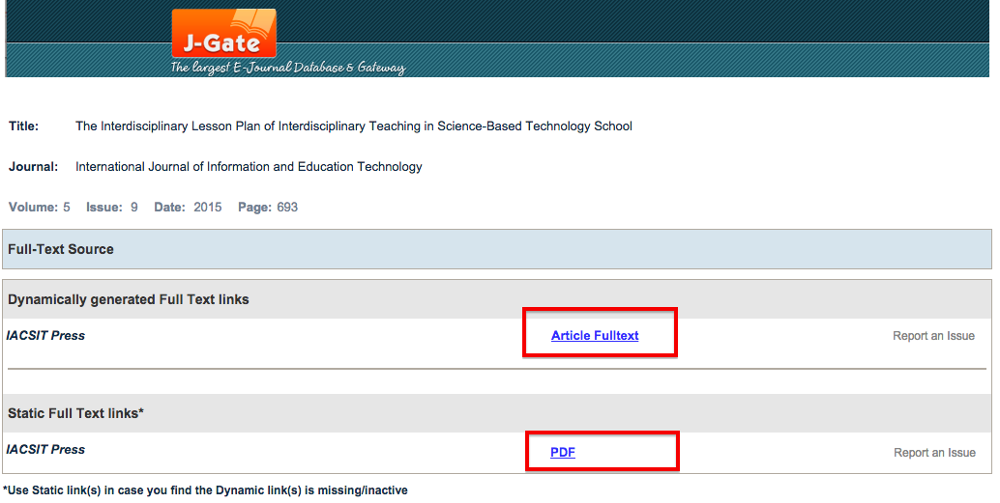 J-Gate
The largest E-Journal Database & Gateway
Title: The Interdisciplinary Lesson Plan of Interdisciplinary Teaching in Science-Based Technology School
Journal: International Journal of Information and Education Technology
Volume: 5 Issue: 9 Date: 2015 Page: 693
Full-Text Source
Dynamically generated Full Text links
IACSIT Press Article Fulltext Report an Issue
Static Full Text links*
IACSIT Press PDF Report an Issue
*Use Static link(s) in case you find the Dynamic link(s) is missing/inactive